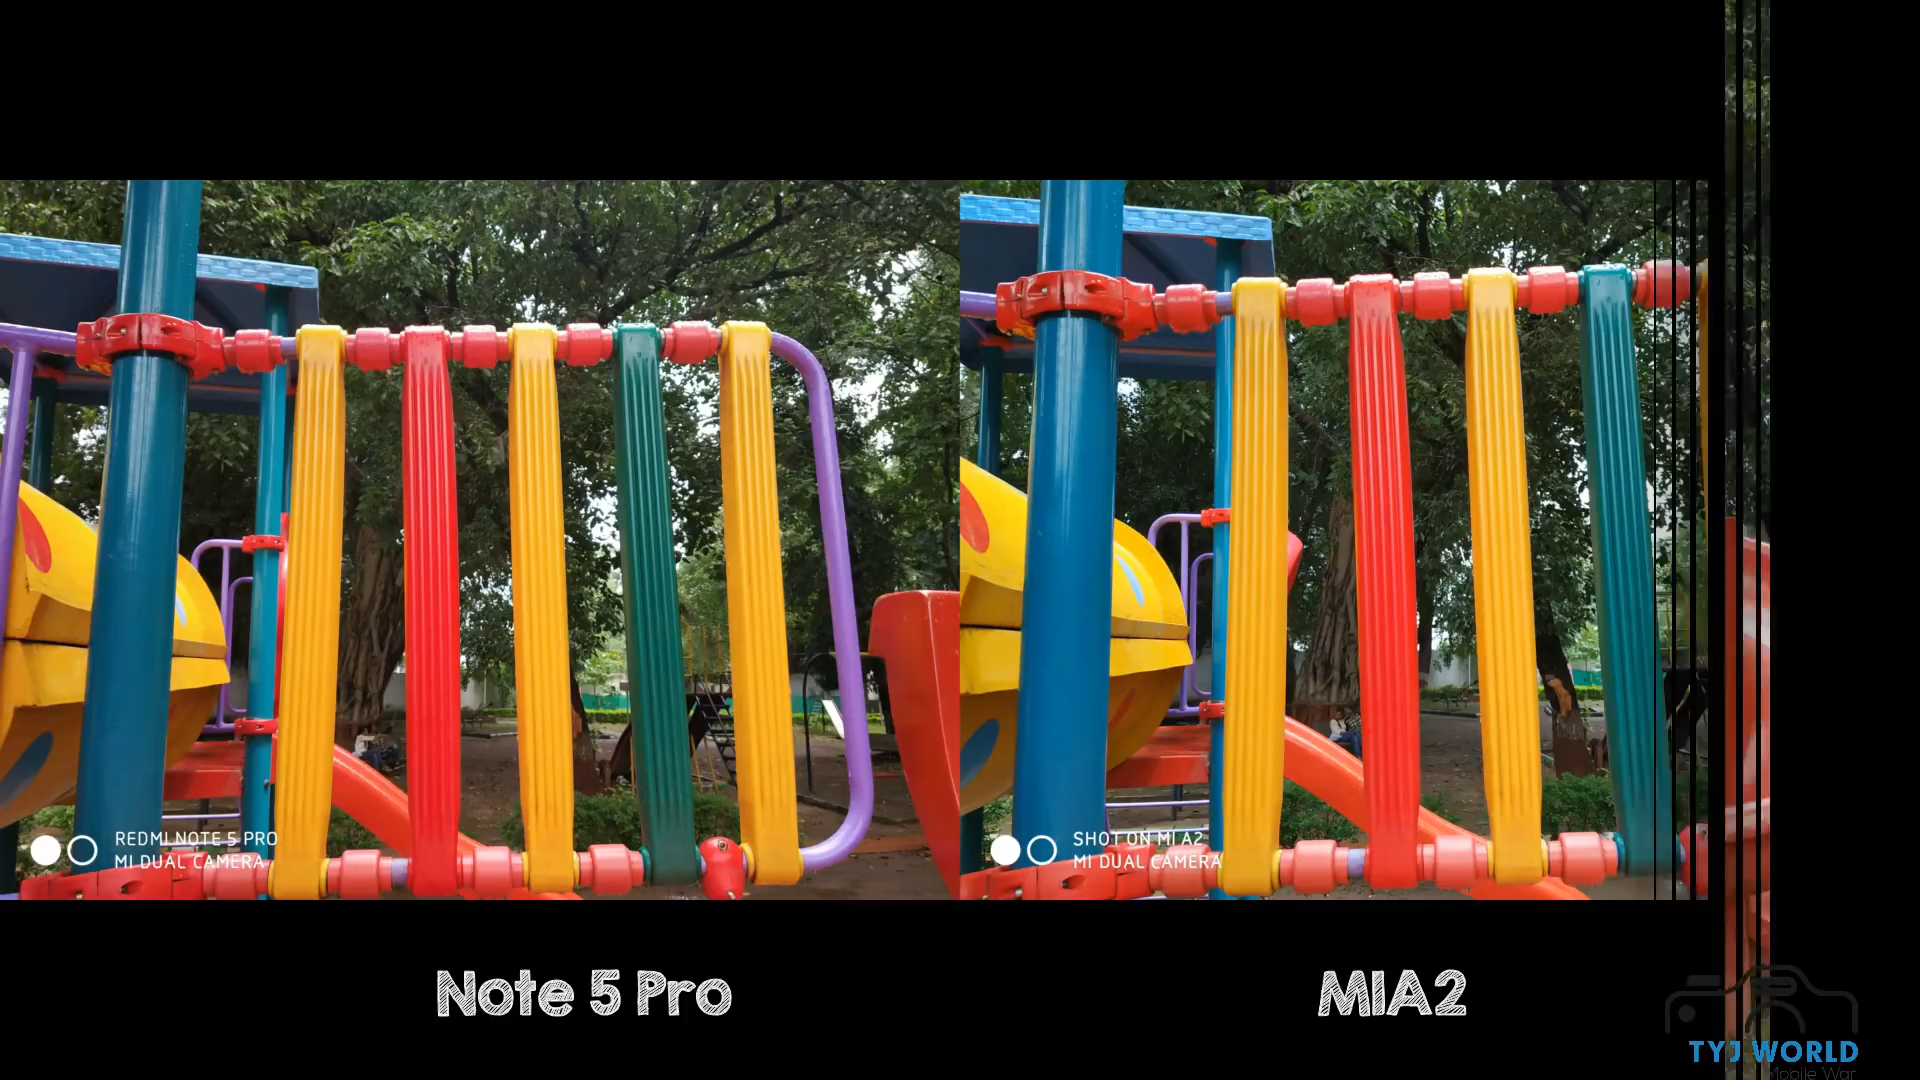 REDMI NOTE 5 PRO
MI DUAL CAMERA
SHOT ON MI A2
MI DUAL CAMERA
Note 5 Pro
MIA2
TYJ WORLD
Mobile War